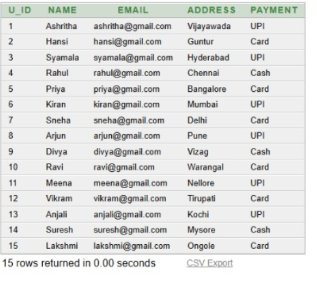 U_ID NAME EMAIL ADDRESS PAYMENT
1 Ashritha ashritha@gmail.com Vijayawada UPI
2 Hansi hansi@gmail.com Guntur Card
3 Syamala syamala@gmail.com Hyderabad UPI
4 Rahul rahul@gmail.com Chennai Cash
5 Priya priya@gmail.com Bangalore Card
6 Kiran kiran@gmail.com Mumbai UPI
7 Sneha sneha@gmail.com Delhi Card
8 Arjun arjun@gmail.com Pune UPI
9 Divya divya@gmail.com Vizag Cash
10 Ravi ravi@gmail.com Warangal Card
11 Meena meena@gmail.com Nellore UPI
12 Vikram vikram@gmail.com Tirupati Card
13 Anjali anjali@gmail.com Kochi UPI
14 Suresh suresh@gmail.com Mysore Cash
15 Lakshmi lakshmi@gmail.com Ongole Card
15 rows returned in 0.00 seconds CSV Export